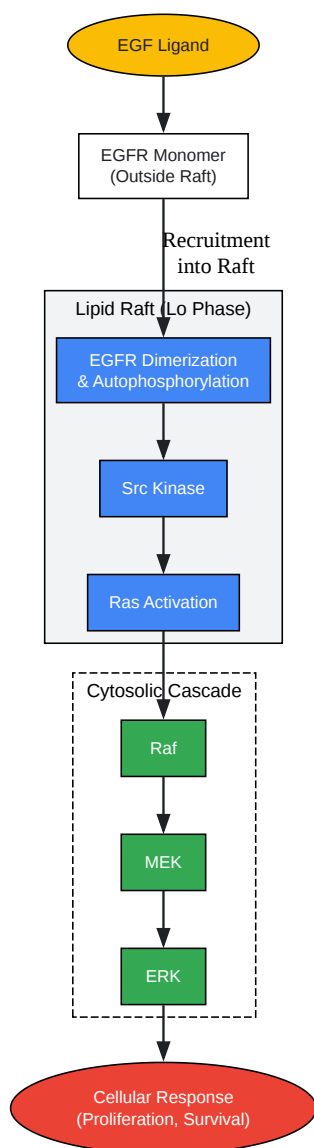 EGF Ligand
EGFR Monomer
(Outside Raft)
Recruitment
into Raft
Lipid Raft (Lo Phase)
EGFR Dimerization
& Autophosphorylation
Src Kinase
Ras Activation
Cytosolic Cascade
Raf
MEK
ERK
Cellular Response
(Proliferation, Survival)